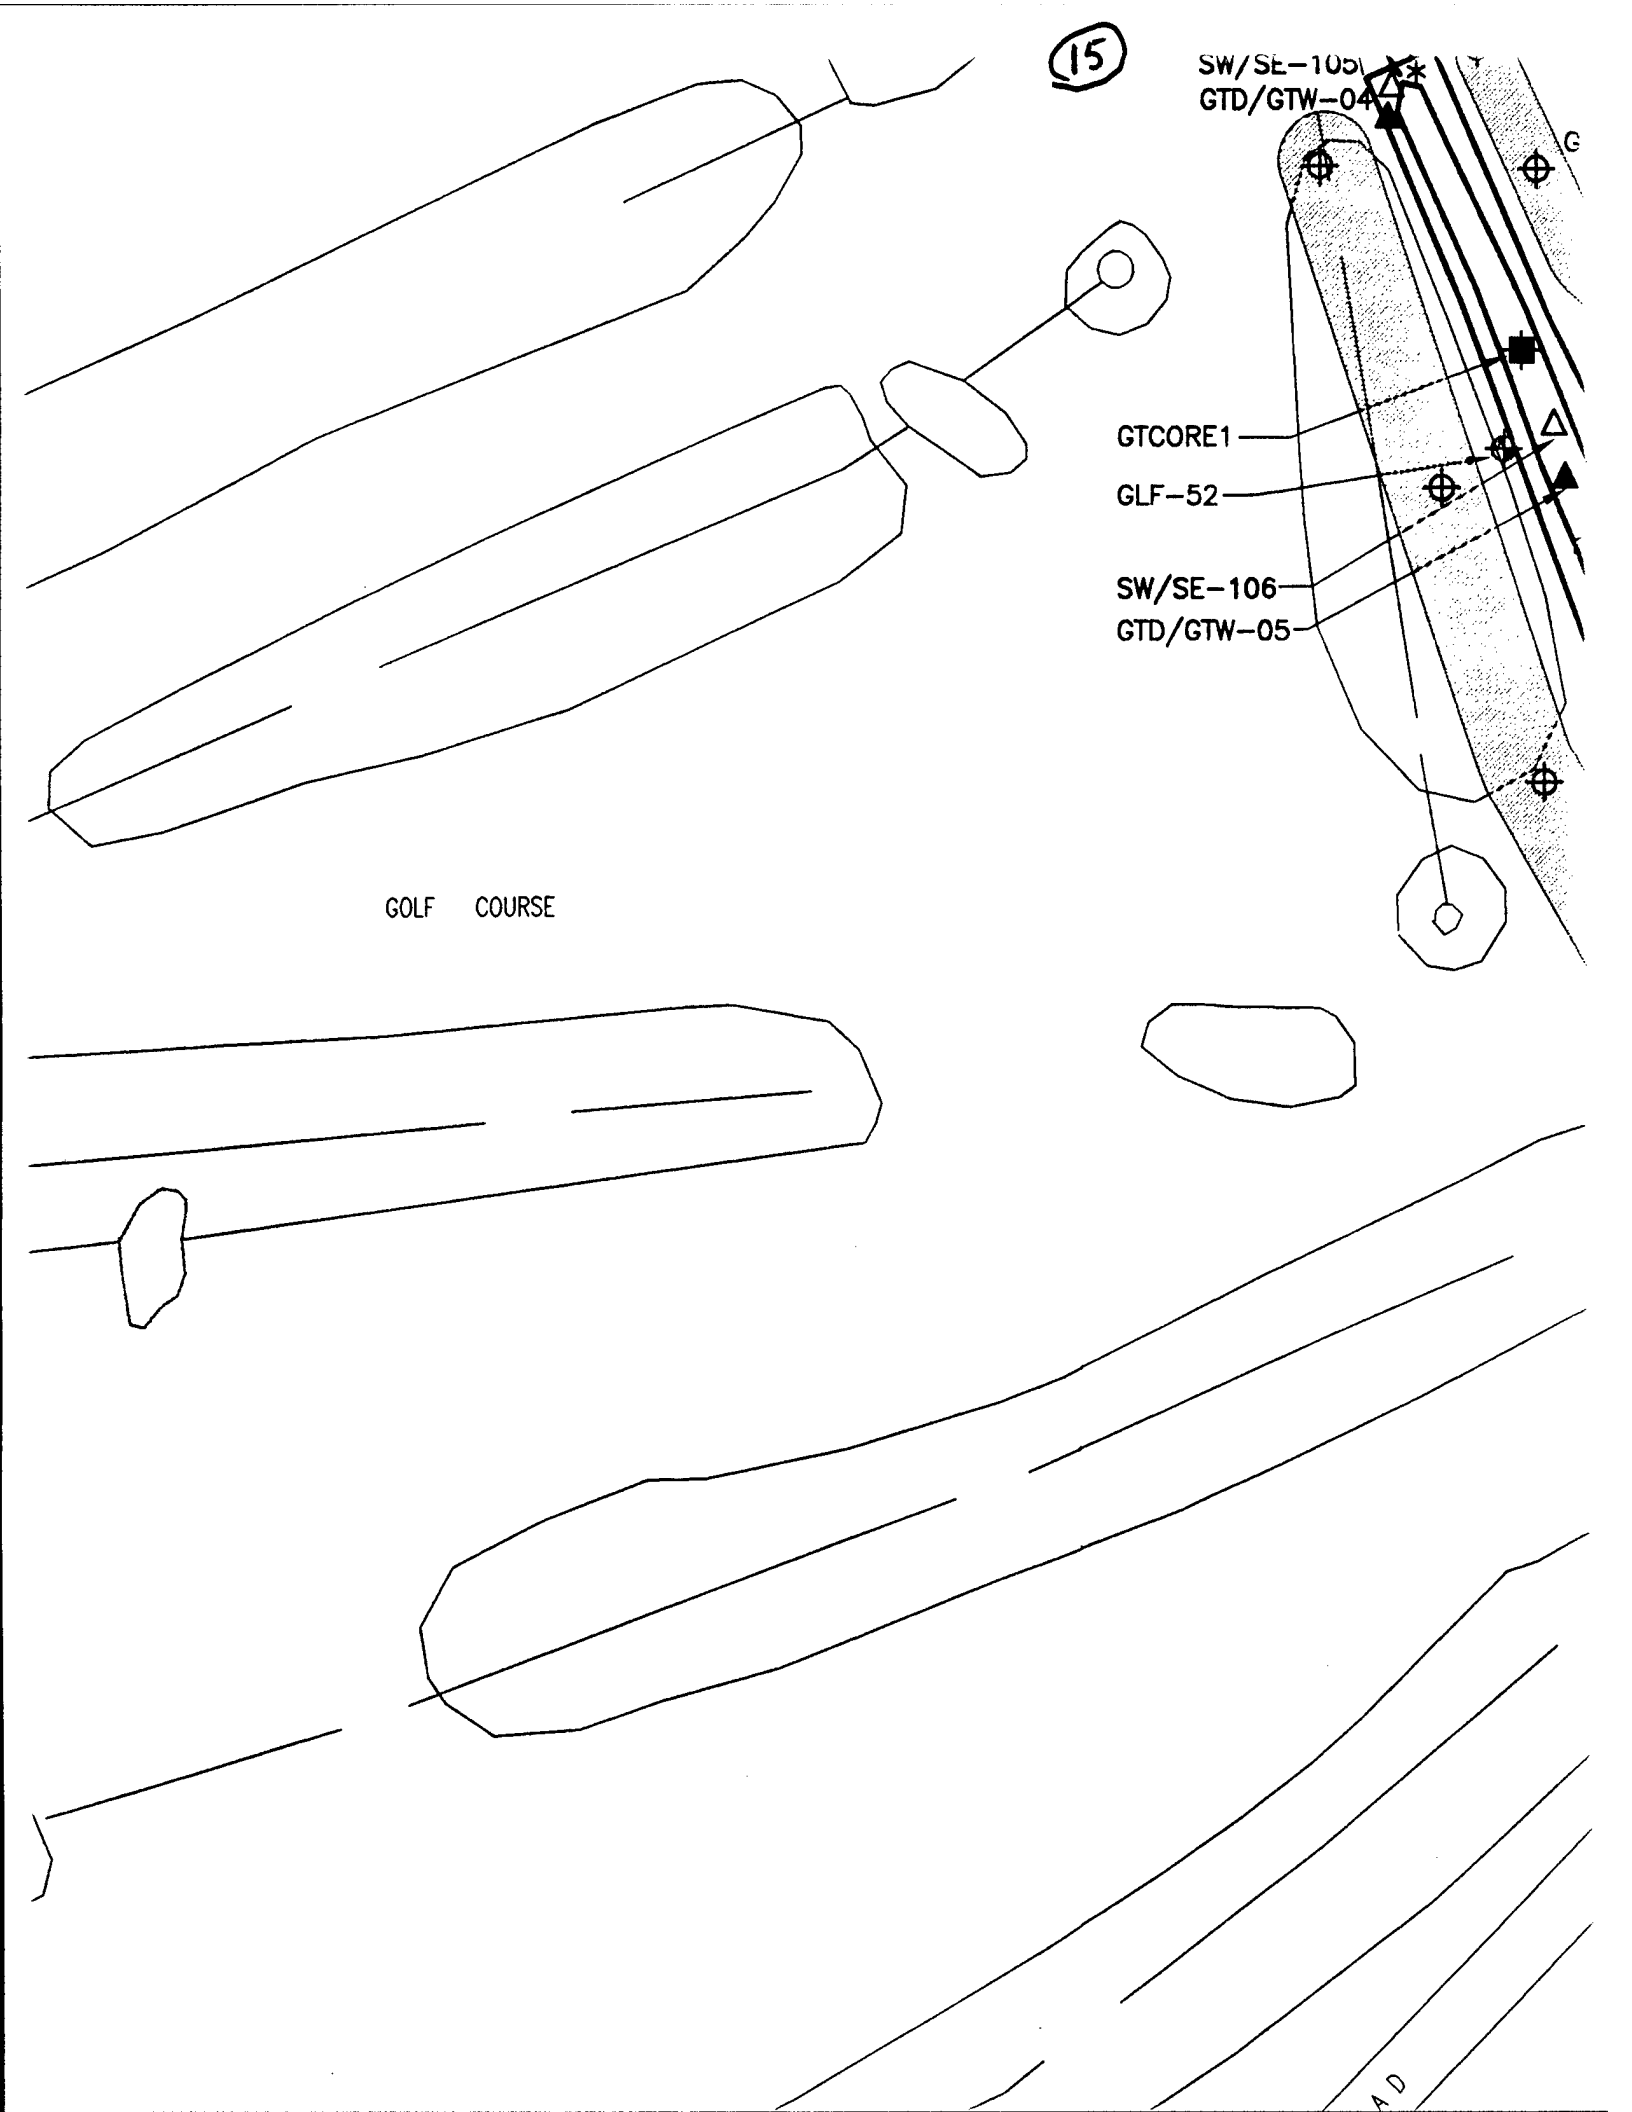 15
SW/SE-105
GTD/GTW-04
G
GTCORE1
GLF-52
SW/SE-106
GTD/GTW-05
GOLF COURSE
AD